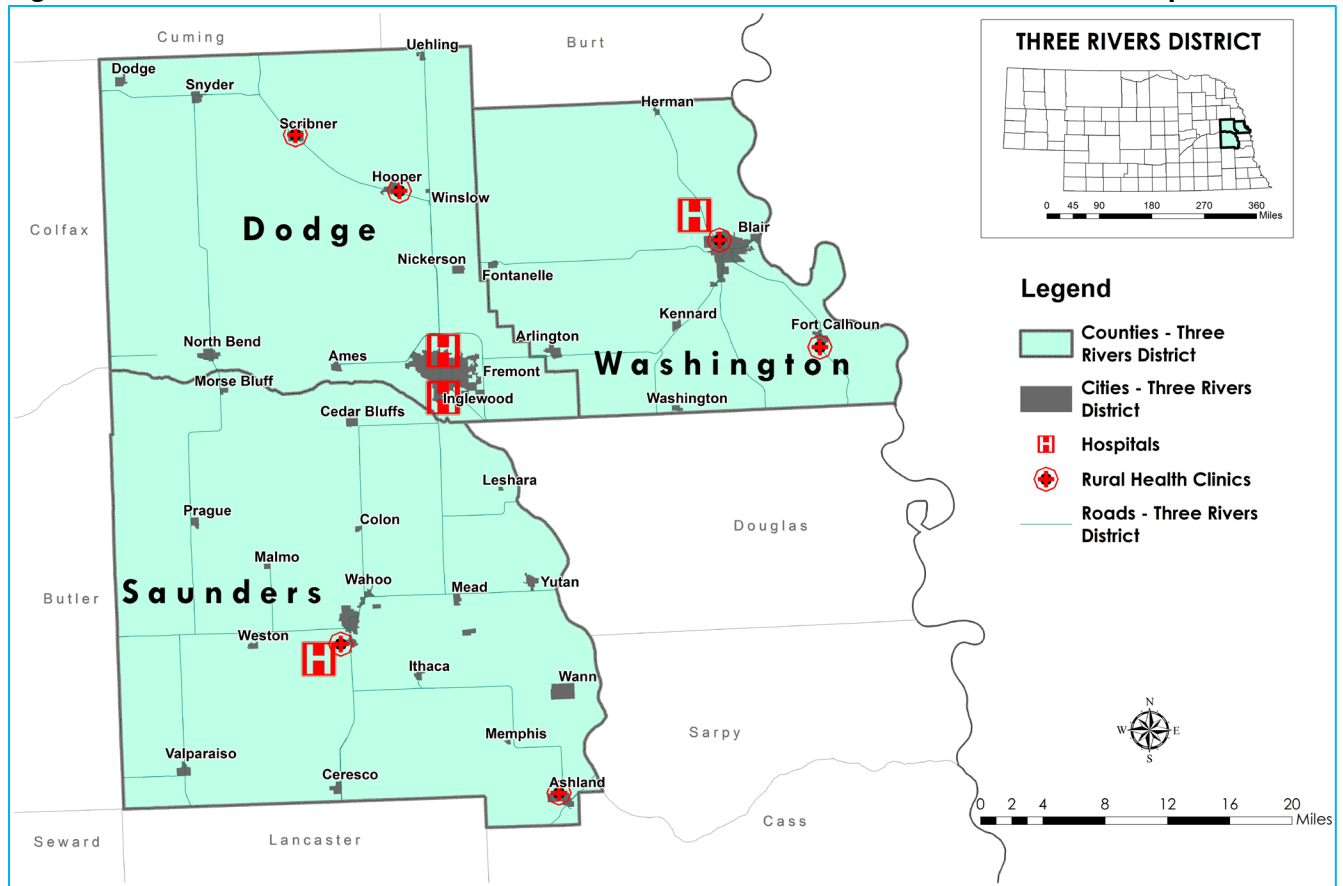 Cuming
Burt
Uehling
Dodge
Snyder
Herman
Scribner
Hooper
Winslow
Colfax
Dodge
Blair
Nickerson
Fontanelle
Kennard
Fort Calhoun
North Bend
Ames
Arlington
Washington
Fremont
Morse Bluff
Inglewood
Washington
Cedar Bluffs
Leshara
Prague
Colon
Douglas
Malmo
Wahoo
Mead
Yutan
Saunders
Butler
Weston
Ithaca
Wann
Memphis
Sarpy
Valparaiso
Ceresco
Ashland
Cass
Seward
Lancaster
THREE RIVERS DISTRICT
0 45 90 180 270 360
Miles
Legend
Counties - Three
Rivers District
Cities - Three Rivers
District
H Hospitals
Rural Health Clinics
Roads - Three Rivers
District
H
H
H
H
N
W E
S
0 2 4 8 12 16 20
Miles